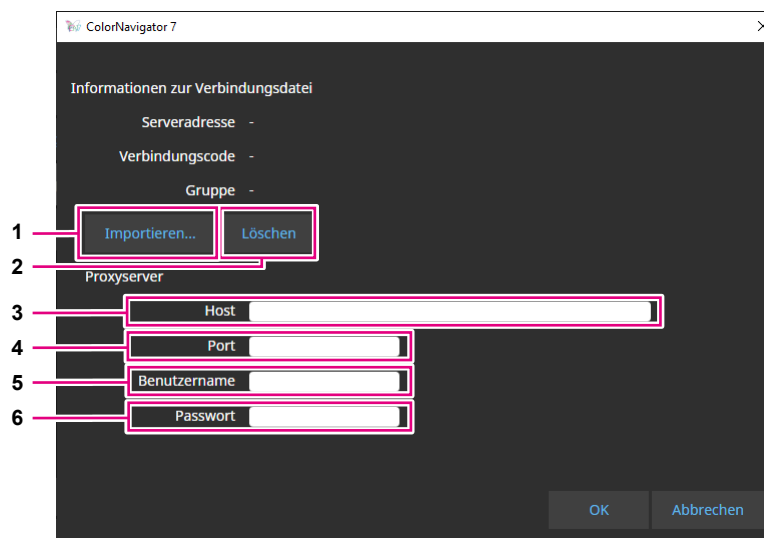 ColorNavigator 7
Informationen zur Verbindungsdatei
Serveradresse -
Verbindungscode -
Gruppe -
1 Importieren... Löschen
2
Proxyserver
3 Host
4 Port
5 Benutzername
6 Passwort
OK Abbrechen